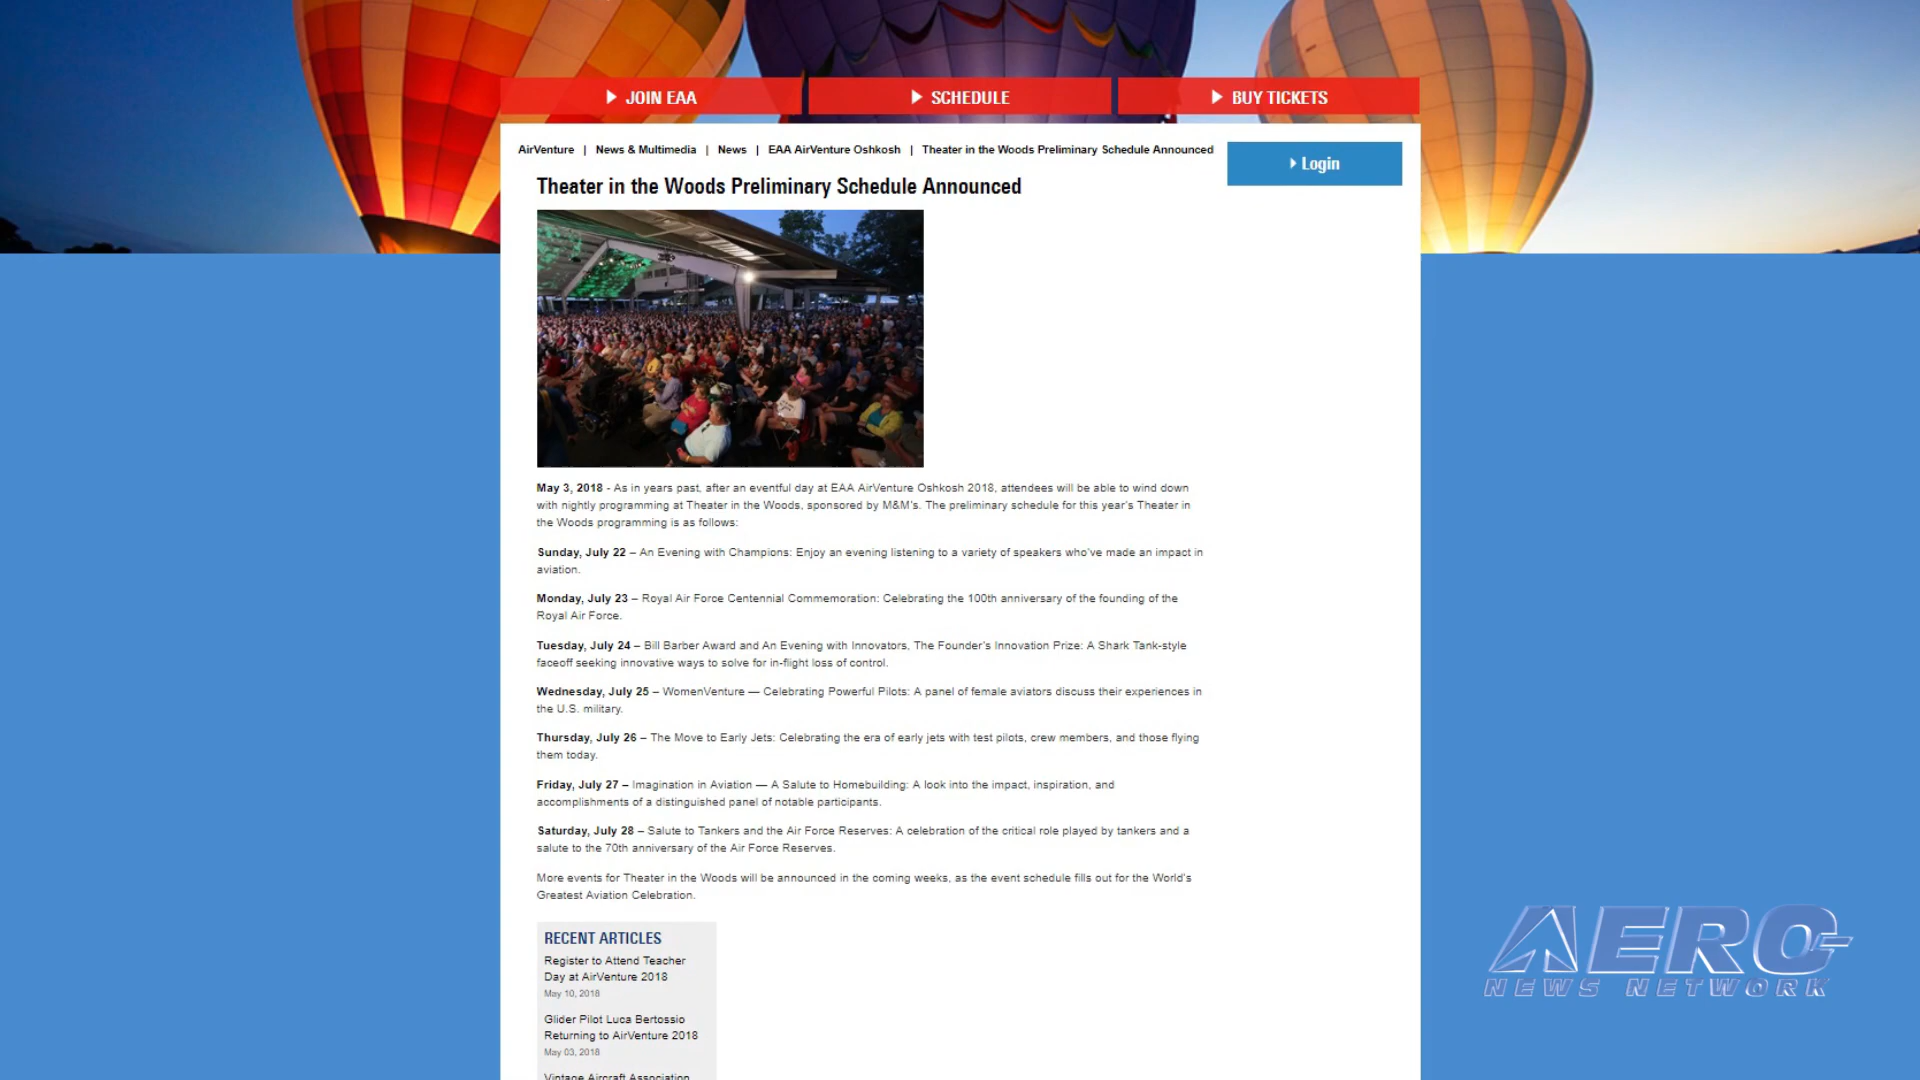 JOIN EAA
SCHEDULE
BUY TICKETS
AirVenture | News & Multimedia | News | EAA AirVenture Oshkosh | Theater in the Woods Preliminary Schedule Announced
Login
Theater in the Woods Preliminary Schedule Announced
May 3, 2018 - As in years past, after an eventful day at EAA AirVenture Oshkosh 2018, attendees will be able to wind down
with nightly programming at Theater in the Woods, sponsored by M&M's. The preliminary schedule for this year's Theater in
the Woods programming is as follows:
Sunday, July 22 – An Evening with Champions: Enjoy an evening listening to a variety of speakers who've made an impact in
aviation.
Monday, July 23 – Royal Air Force Centennial Commemoration: Celebrating the 100th anniversary of the founding of the
Royal Air Force.
Tuesday, July 24 – Bill Barber Award and An Evening with Innovators, The Founder's Innovation Prize: A Shark Tank-style
faceoff seeking innovative ways to solve for in-flight loss of control.
Wednesday, July 25 – WomenVenture — Celebrating Powerful Pilots: A panel of female aviators discuss their experiences in
the U.S. military.
Thursday, July 26 – The Move to Early Jets: Celebrating the era of early jets with test pilots, crew members, and those flying
them today.
Friday, July 27 – Imagination in Aviation — A Salute to Homebuilding: A look into the impact, inspiration, and
accomplishments of a distinguished panel of notable participants.
Saturday, July 28 – Salute to Tankers and the Air Force Reserves: A celebration of the critical role played by tankers and a
salute to the 70th anniversary of the Air Force Reserves.
More events for Theater in the Woods will be announced in the coming weeks, as the event schedule fills out for the World's
Greatest Aviation Celebration.
RECENT ARTICLES
Register to Attend Teacher
Day at AirVenture 2018
May 10, 2018
Glider Pilot Luca Bertossio
Returning to AirVenture 2018
May 03, 2018
Vintage Aircraft Association
AERO
NEWS NETWORK